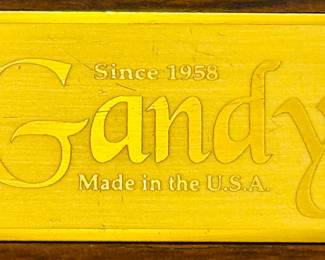 Since 1958
Gandy
Made in the U.S.A.